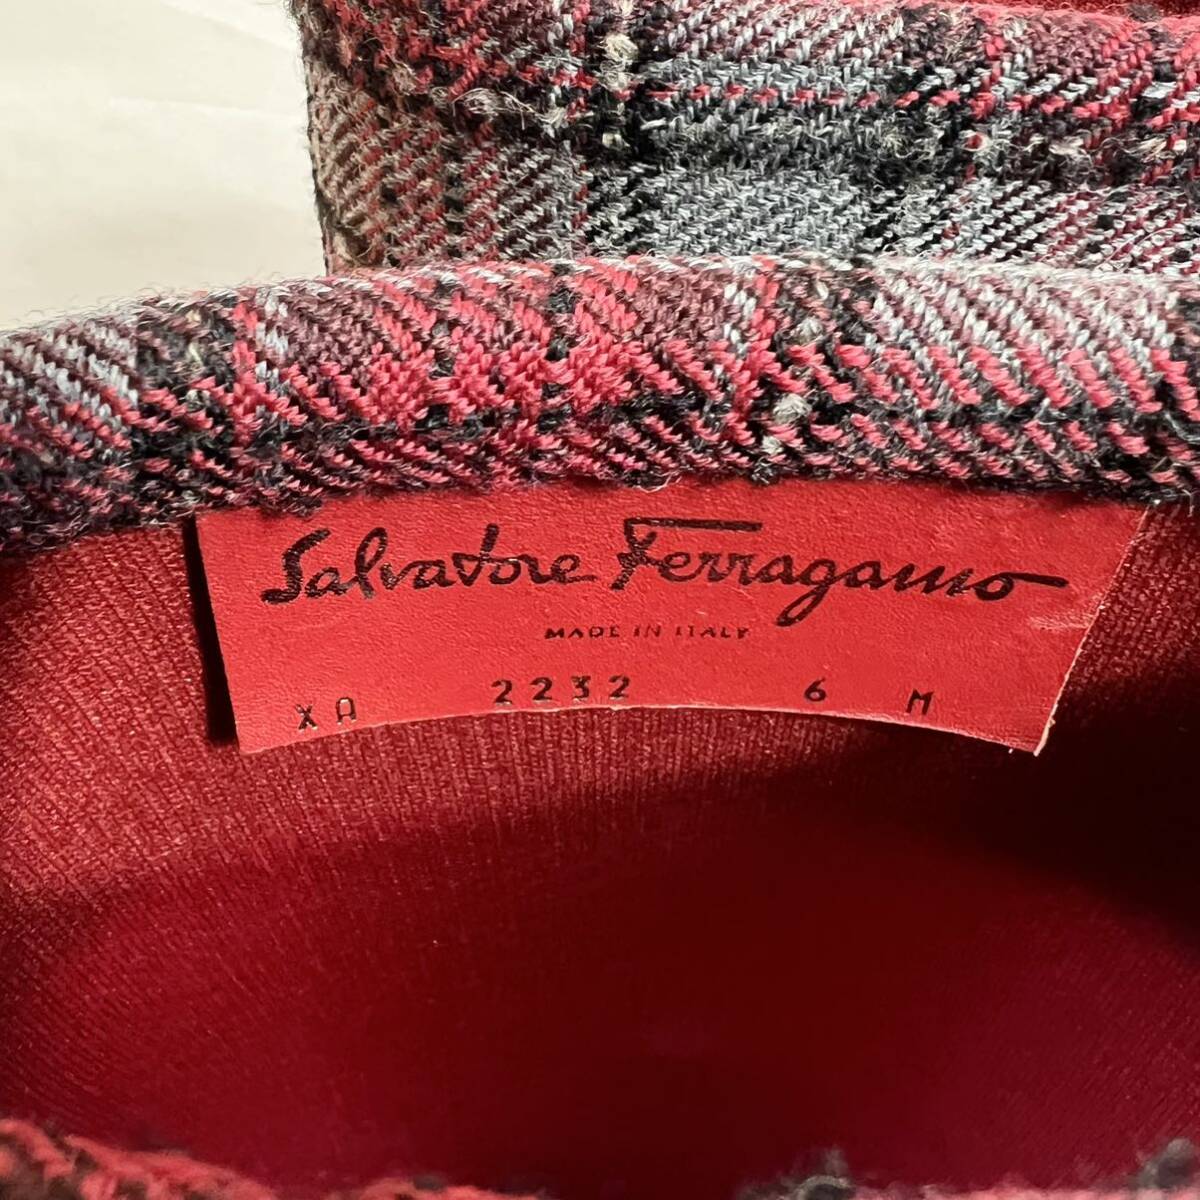 Salvatore Ferragamo
MADE IN ITALY
XA 2232 6 M